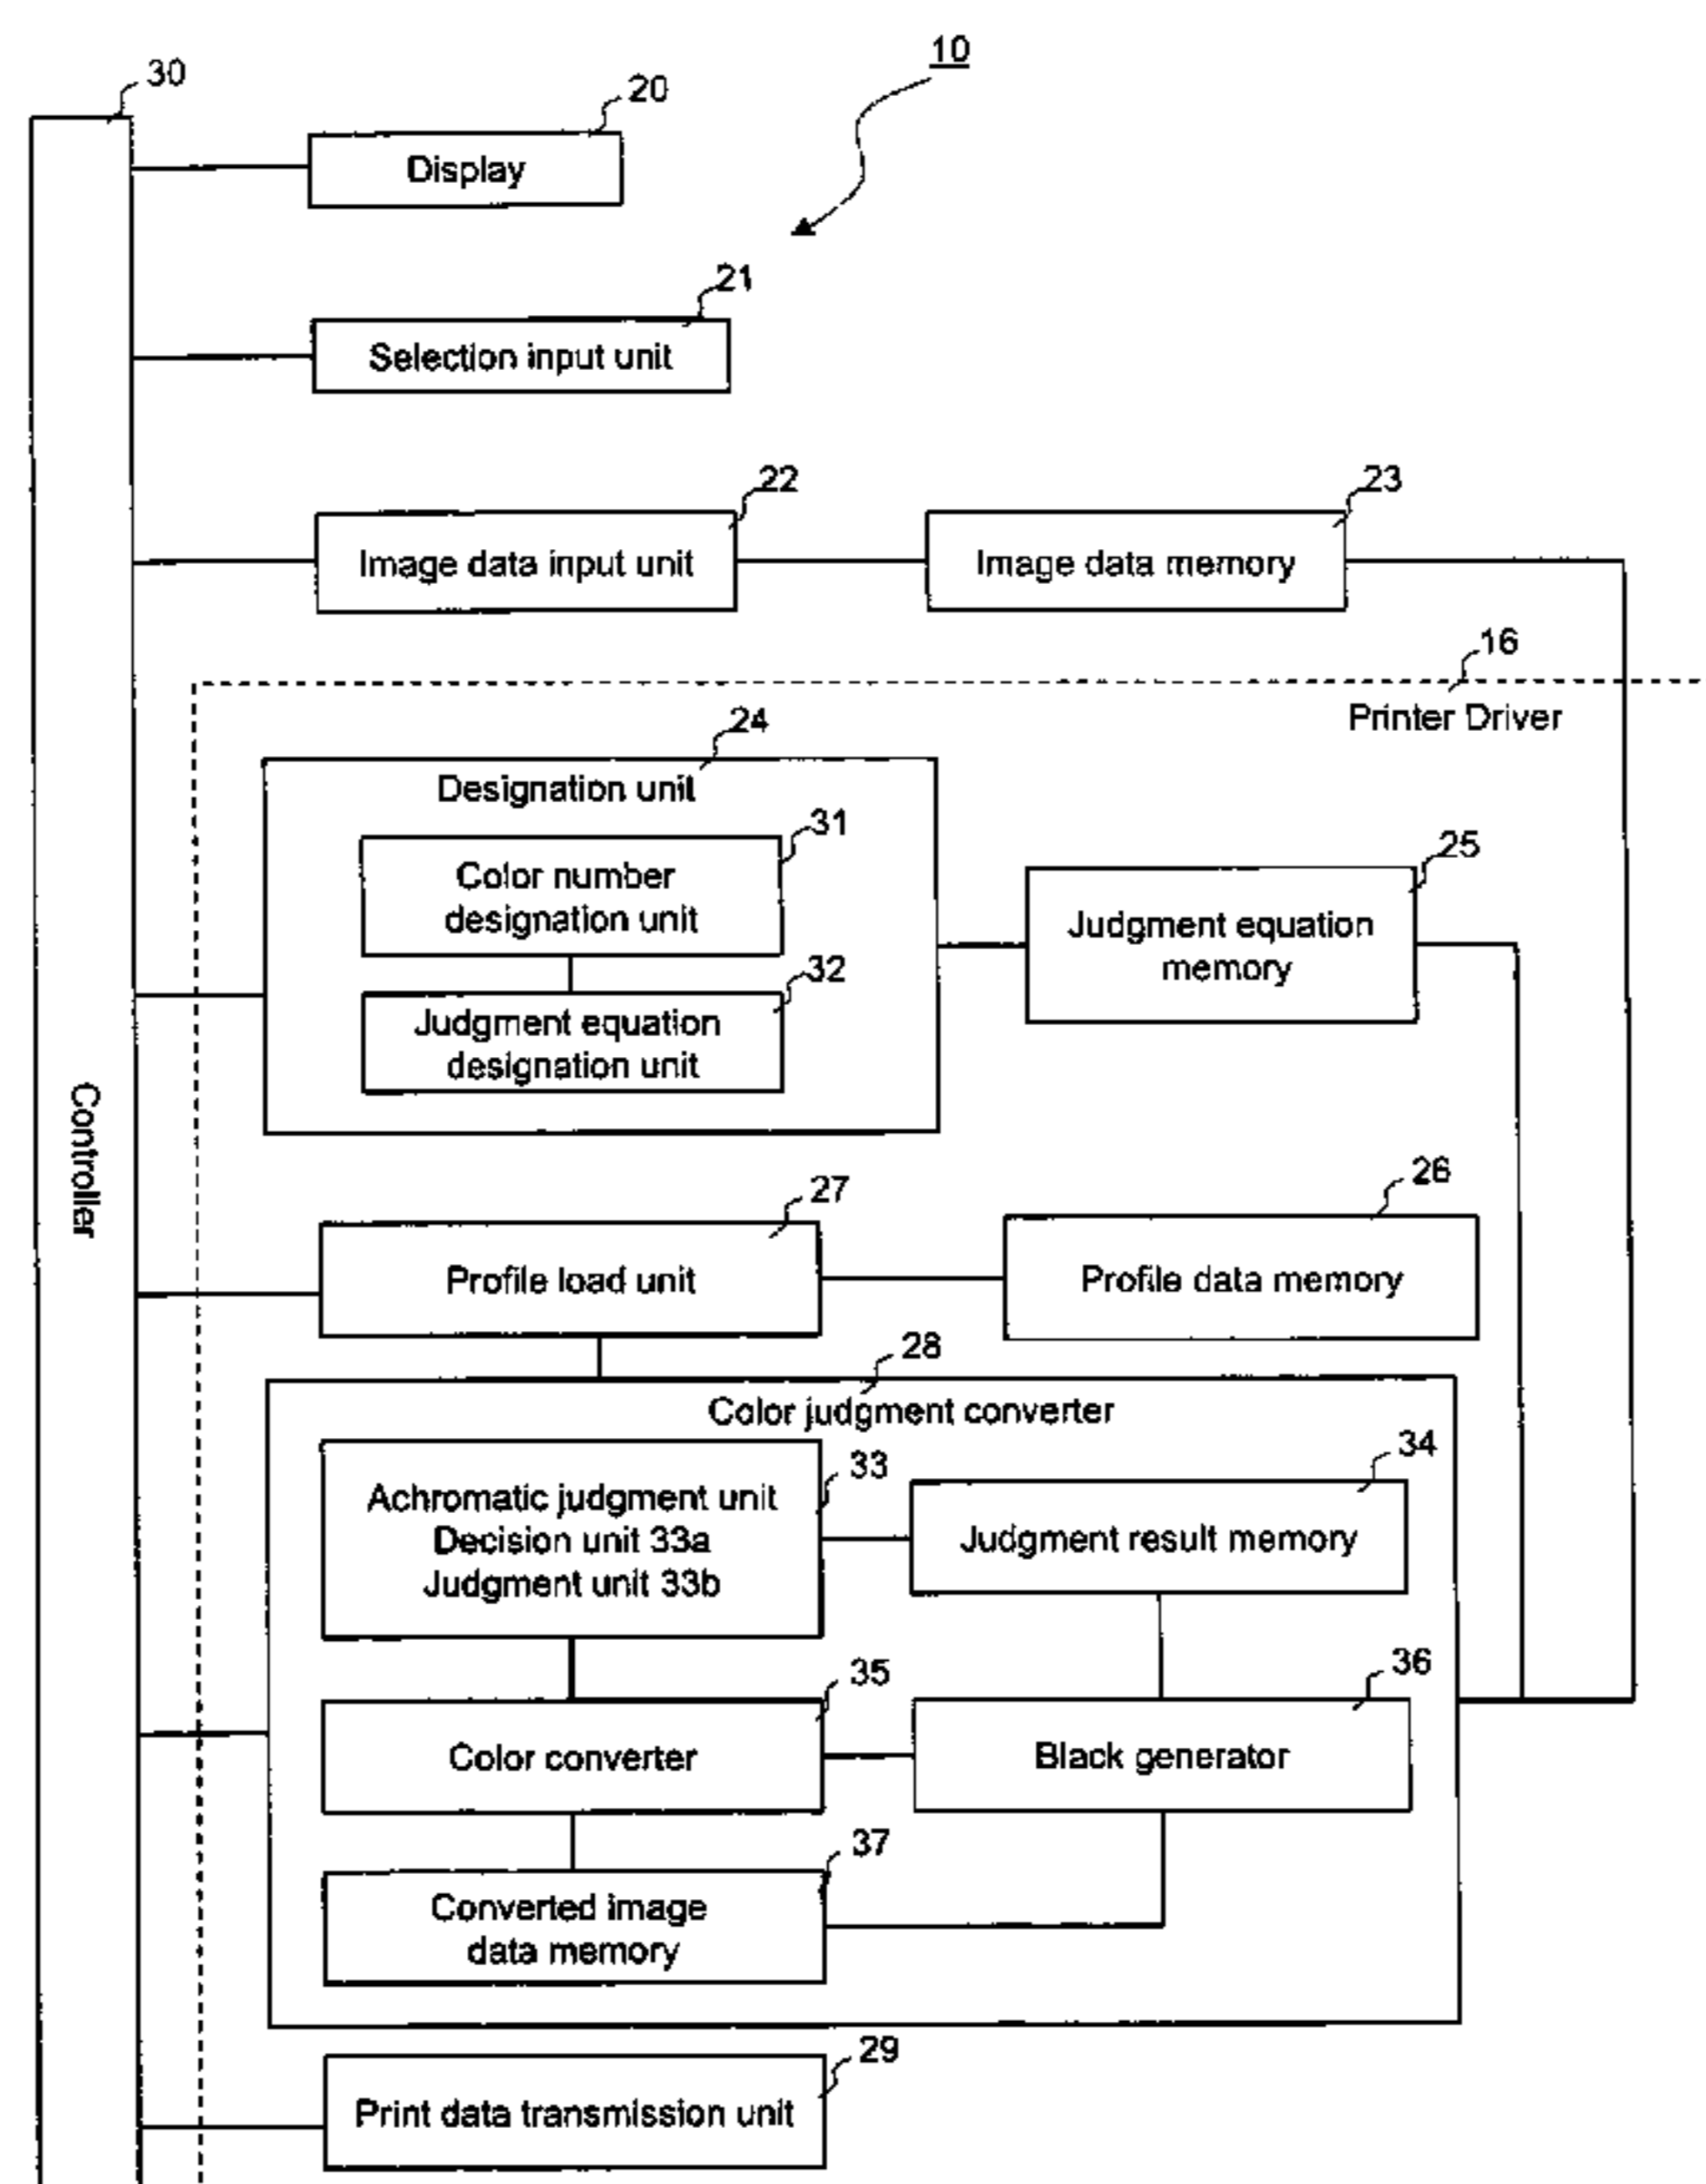 10
30
20
Display
21
Selection input unit
22
Image data input unit
23
Image data memory
16
Printer Driver
24
Designation unit
31
Color number
designation unit
32
Judgment equation
designation unit
25
Judgment equation
memory
Controller
27
Profile load unit
26
Profile data memory
28
Color judgment converter
33
Achromatic judgment unit
Decision unit 33a
Judgment unit 33b
34
Judgment result memory
35
Color converter
36
Black generator
37
Converted image
data memory
29
Print data transmission unit